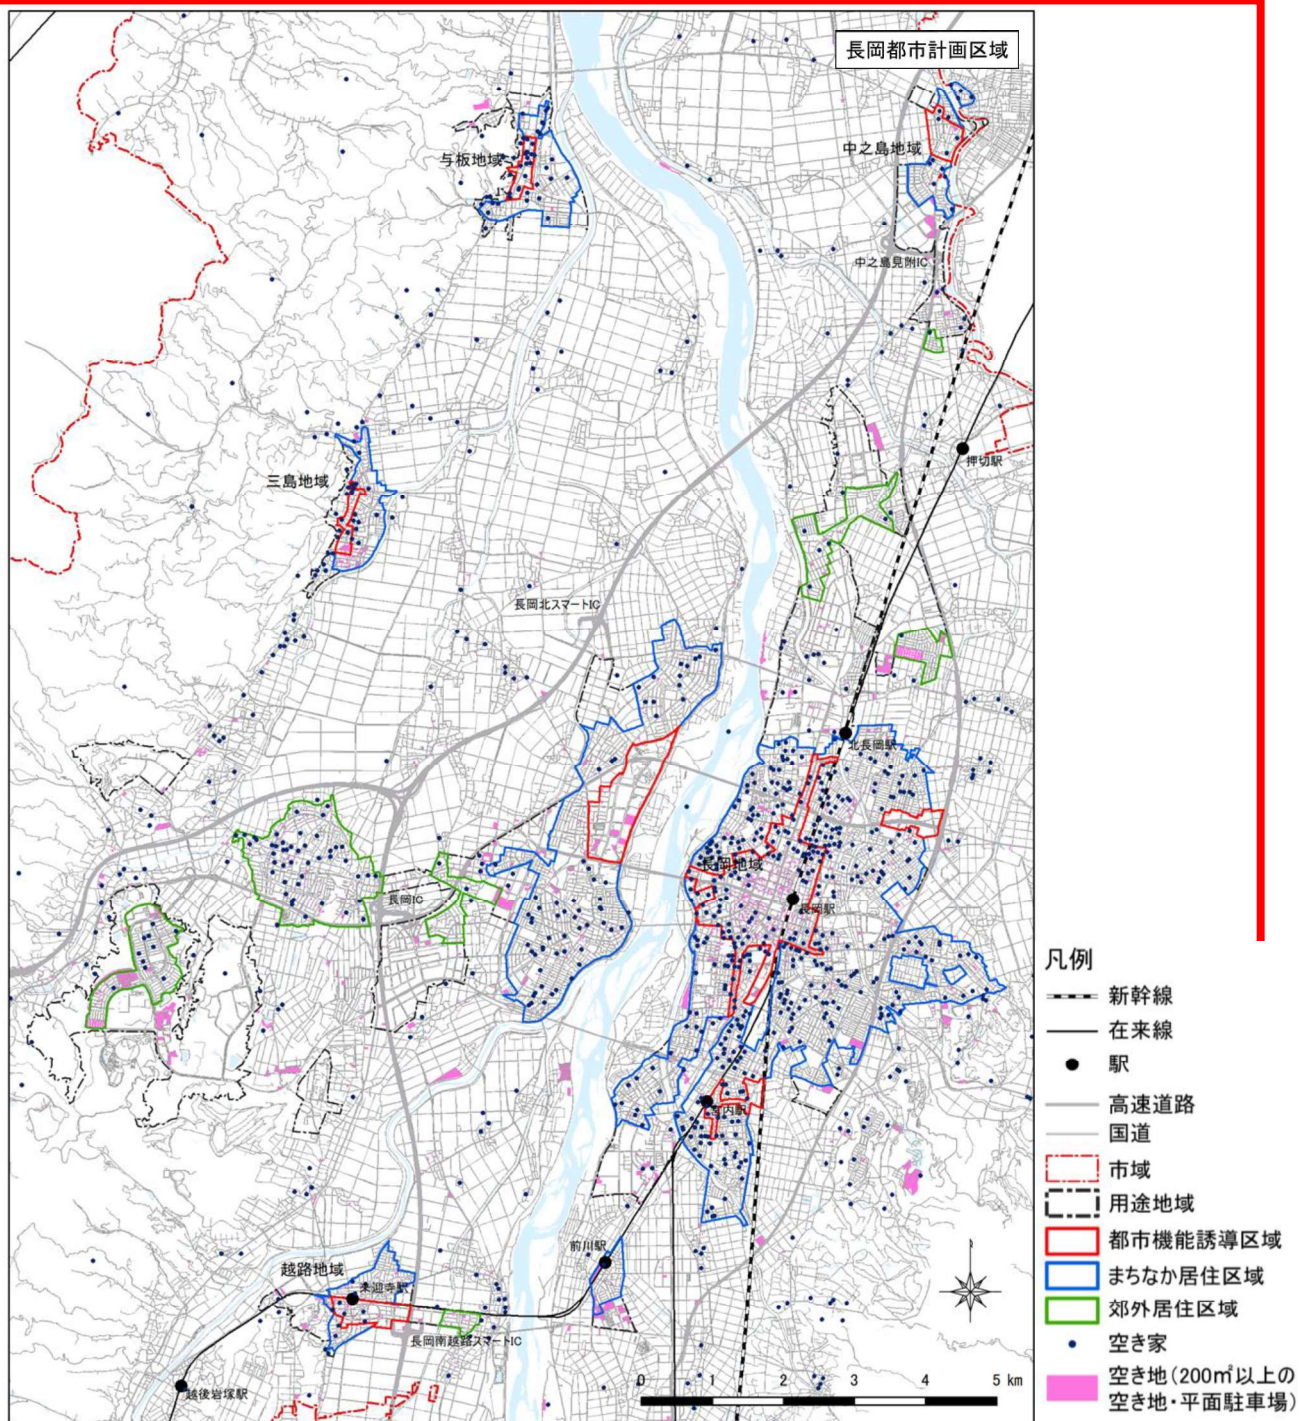 長岡都市計画区域
与板地域
中之島地域
中之島見附IC
押切駅
三島地域
長岡北スマートIC
北長岡駅
長岡地域
長岡IC
長岡駅
宮内駅
前川駅
越路地域
来迎寺駅
長岡南越路スマートIC
越後岩塚駅
0 1 2 3 4 5 km
凡例
新幹線
在来線
駅
高速道路
国道
市域
用途地域
都市機能誘導区域
まちなか居住区域
郊外居住区域
空き家
空き地(200㎡以上の
空き地・平面駐車場)